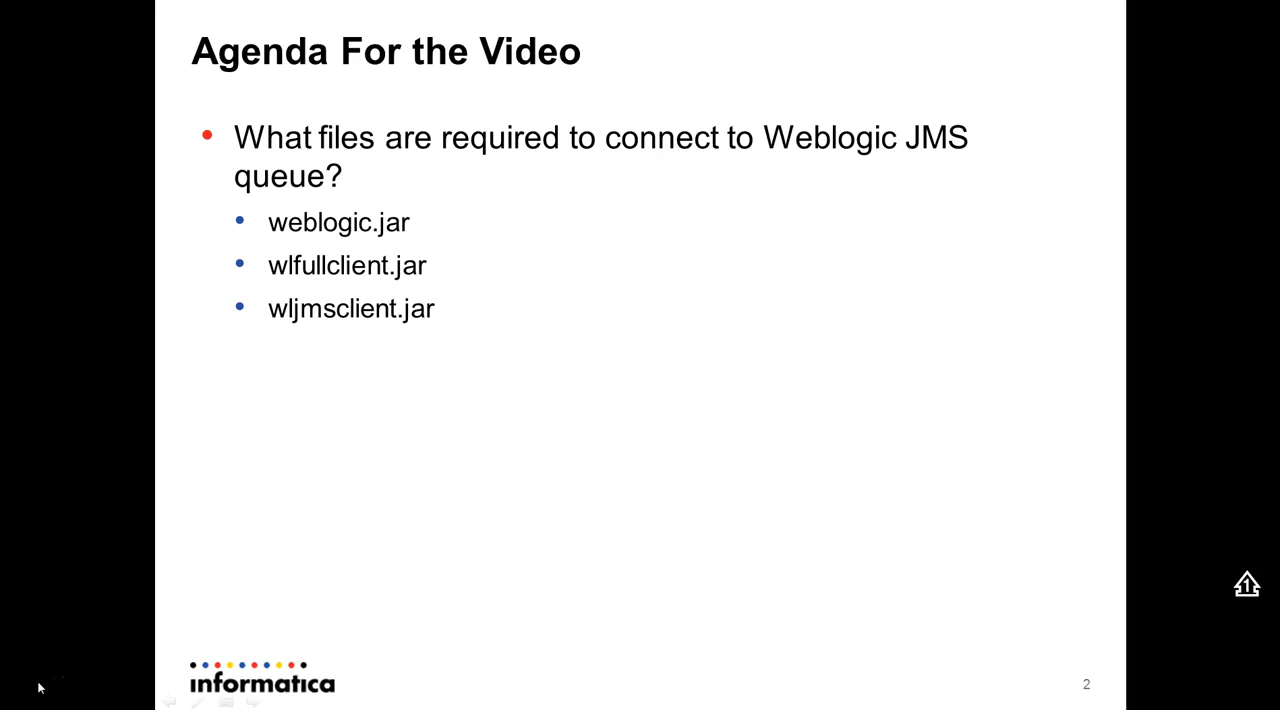 Agenda For the Video
• What files are required to connect to Weblogic JMS
queue?
• weblogic.jar
• wlfullclient.jar
• wljmsclient.jar
1
informatica
2